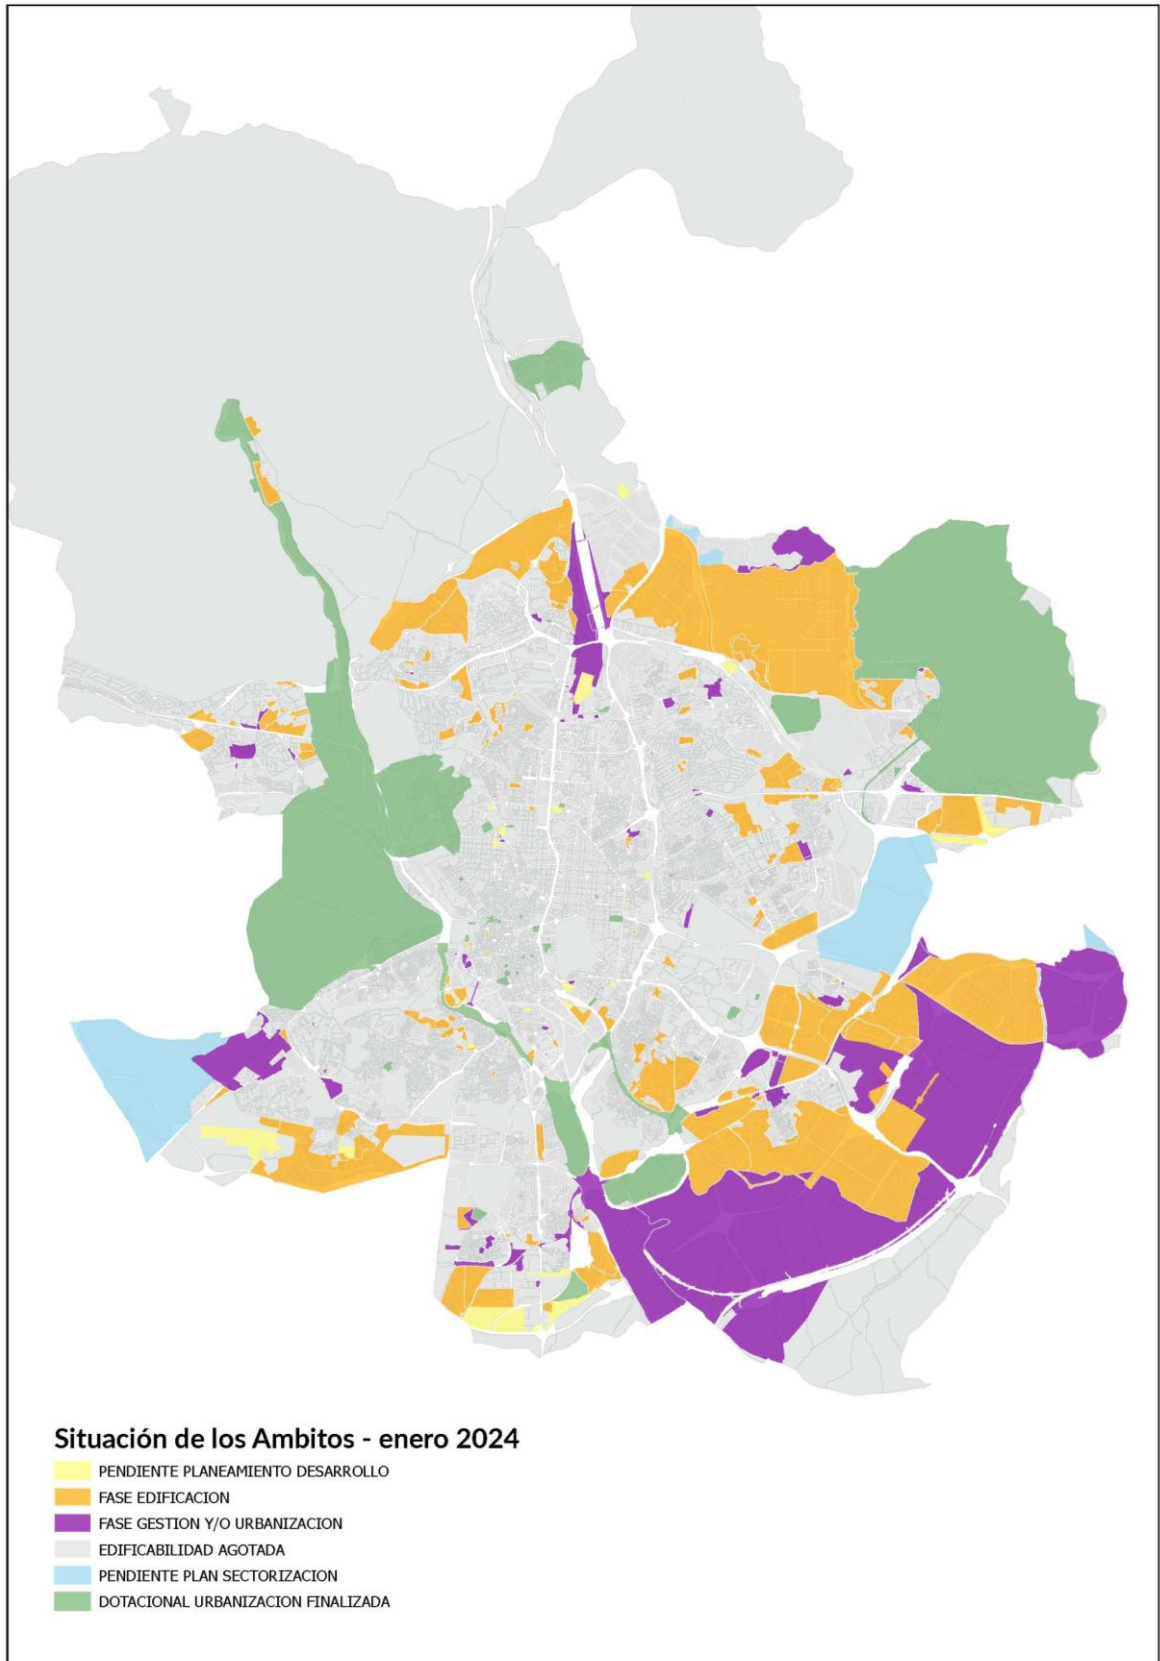 Situación de los Ambitos - enero 2024
PENDIENTE PLANEAMIENTO DESARROLLO
FASE EDIFICACION
FASE GESTION Y/O URBANIZACION
EDIFICABILIDAD AGOTADA
PENDIENTE PLAN SECTORIZACION
DOTACIONAL URBANIZACION FINALIZADA